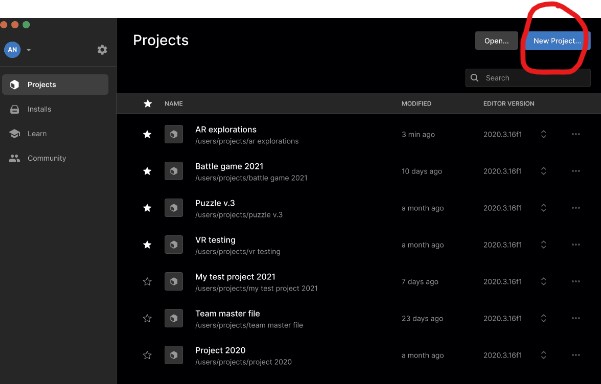 Projects
Open...
New Project...
AN
Search
Projects
Installs
Learn
Community
NAME
MODIFIED
EDITOR VERSION
AR explorations
/users/projects/ar explorations
3 min ago
2020.3.16f1
Battle game 2021
/users/projects/battle game 2021
10 days ago
2020.3.16f1
Puzzle v.3
/users/projects/puzzle v.3
a month ago
2020.3.16f1
VR testing
/users/projects/vr testing
a month ago
2020.3.16f1
My test project 2021
/users/projects/my test project 2021
7 days ago
2020.3.16f1
Team master file
/users/projects/team master file
23 days ago
2020.3.16f1
Project 2020
/users/projects/project 2020
a month ago
2020.3.16f1